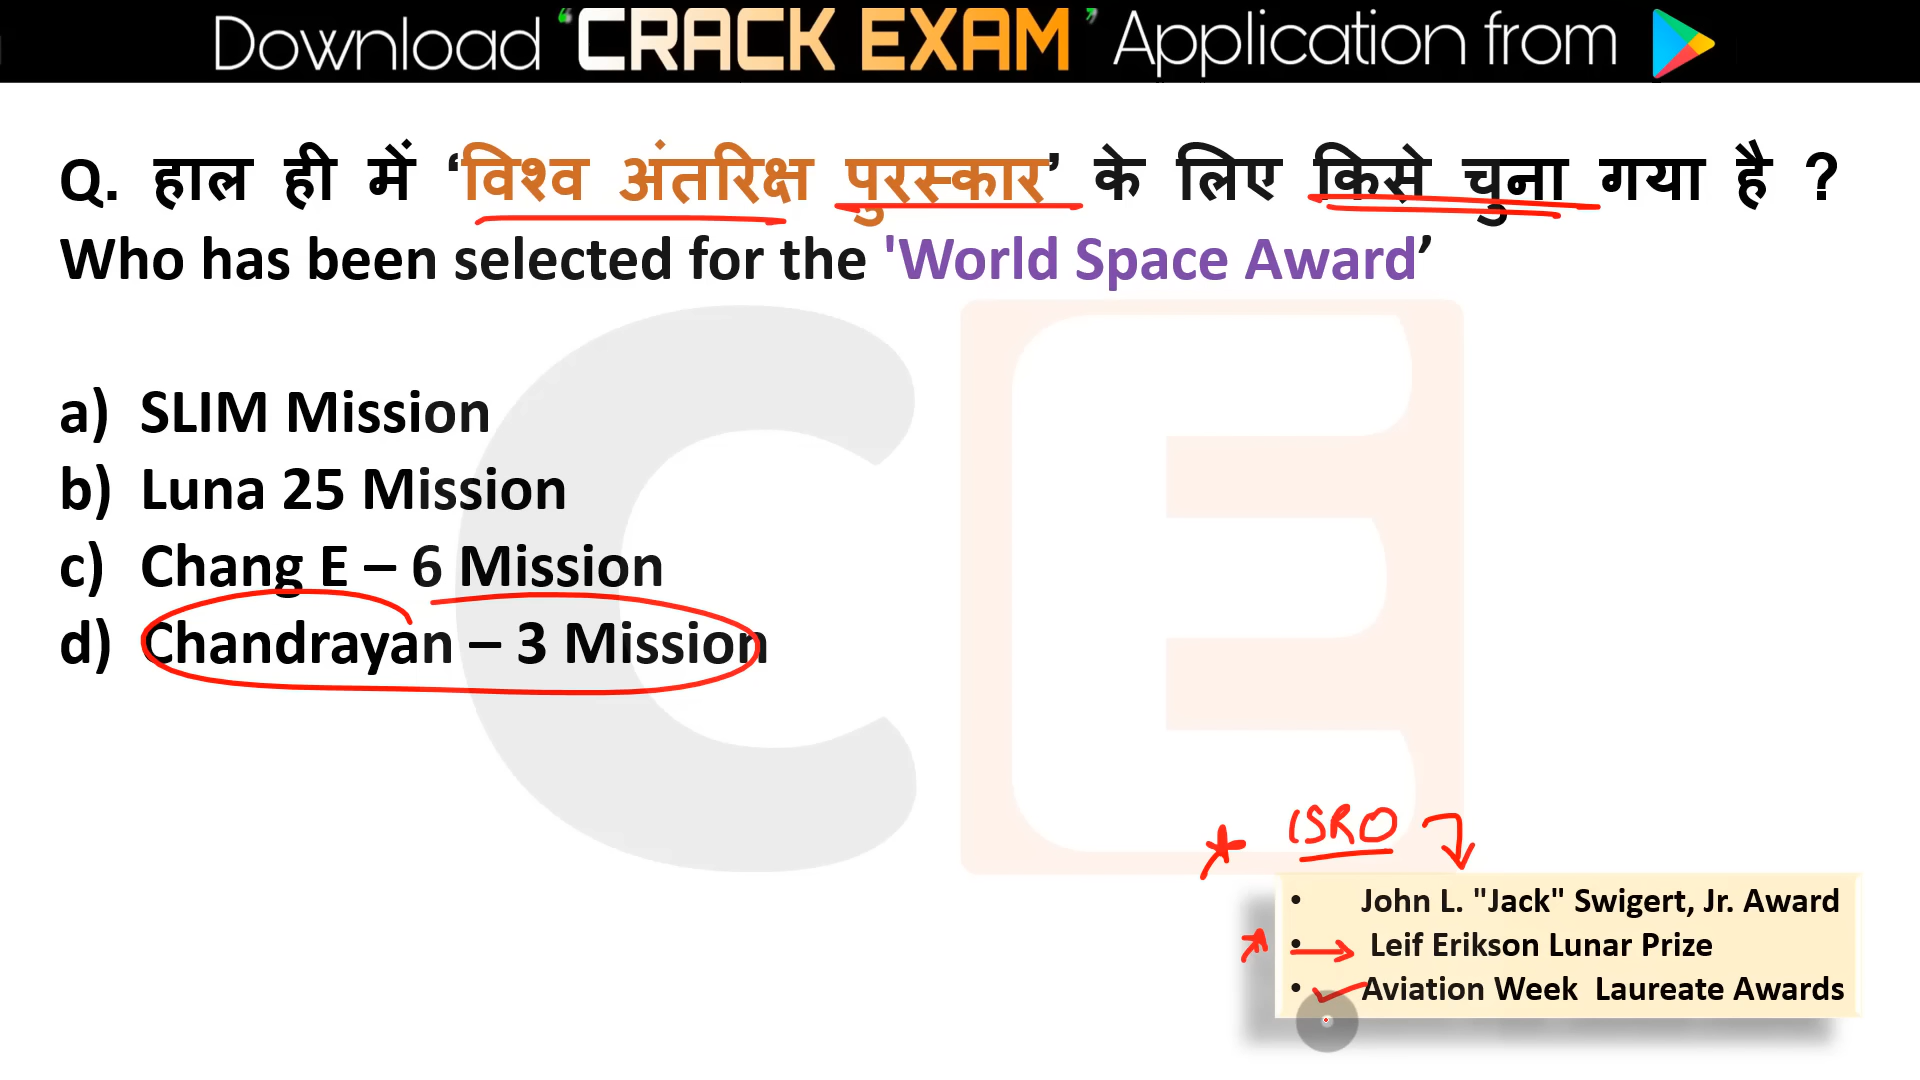 Download ‘CRACK EXAM’ Application from
Q. हाल ही में ‘विश्व अंतरिक्ष पुरस्कार’ के लिए किसे चुना गया है ?
Who has been selected for the 'World Space Award’
a) SLIM Mission
b) Luna 25 Mission
c) Chang E – 6 Mission
d) Chandrayan – 3 Mission
CE
ISRO
• John L. "Jack" Swigert, Jr. Award
• Leif Erikson Lunar Prize
• Aviation Week Laureate Awards